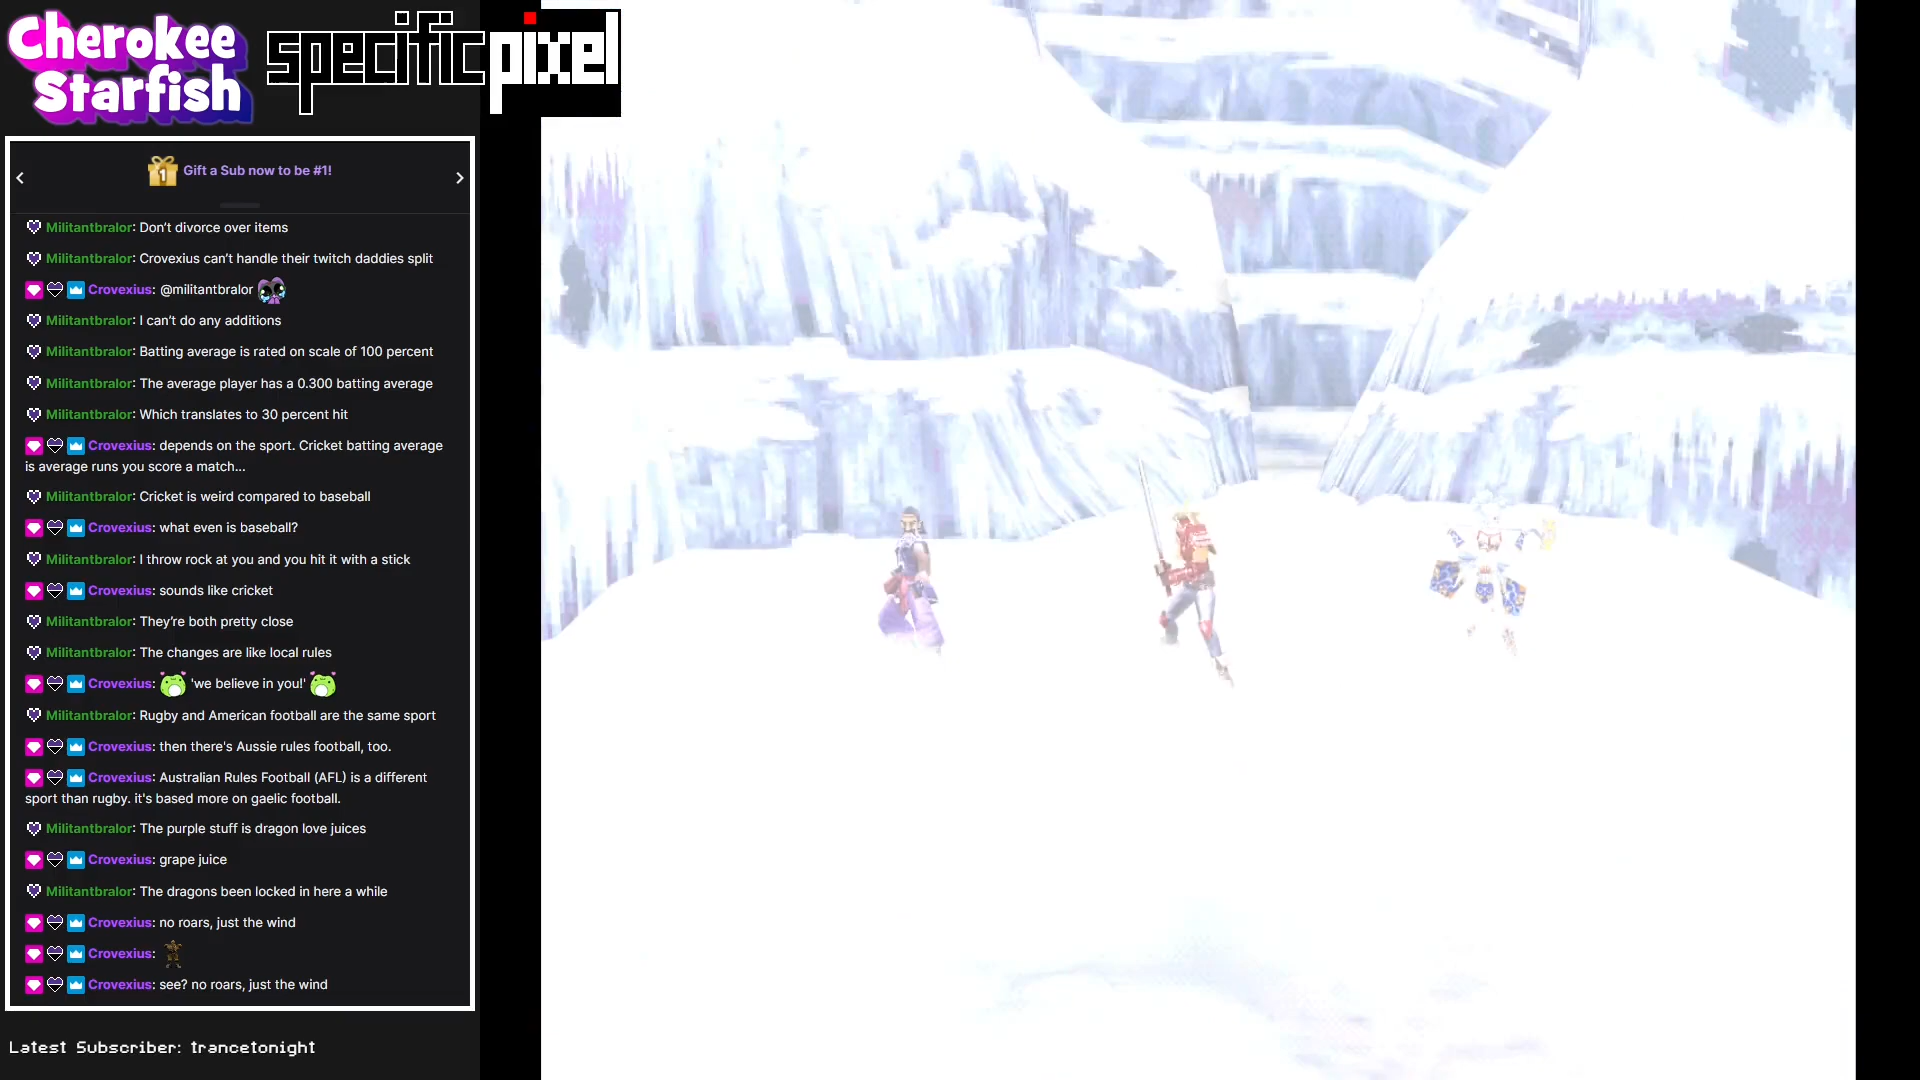 Cherokee
Starfish
specificpixel
1
Gift a Sub now to be #1!
Militantbralor: Don't divorce over items
Militantbralor: Crovexius can't handle their twitch daddies split
Crovexius: @militantbralor
Militantbralor: I can't do any additions
Militantbralor: Batting average is rated on scale of 100 percent
Militantbralor: The average player has a 0.300 batting average
Militantbralor: Which translates to 30 percent hit
Crovexius: depends on the sport. Cricket batting average
is average runs you score a match...
Militantbralor: Cricket is weird compared to baseball
Crovexius: what even is baseball?
Militantbralor: I throw rock at you and you hit it with a stick
Crovexius: sounds like cricket
Militantbralor: They're both pretty close
Militantbralor: The changes are like local rules
Crovexius: 'we believe in you!'
Militantbralor: Rugby and American football are the same sport
Crovexius: then there's Aussie rules football, too.
Crovexius: Australian Rules Football (AFL) is a different
sport than rugby. it's based more on gaelic football.
Militantbralor: The purple stuff is dragon love juices
Crovexius: grape juice
Militantbralor: The dragons been locked in here a while
Crovexius: no roars, just the wind
Crovexius:
Crovexius: see? no roars, just the wind
Latest Subscriber: trancetonight